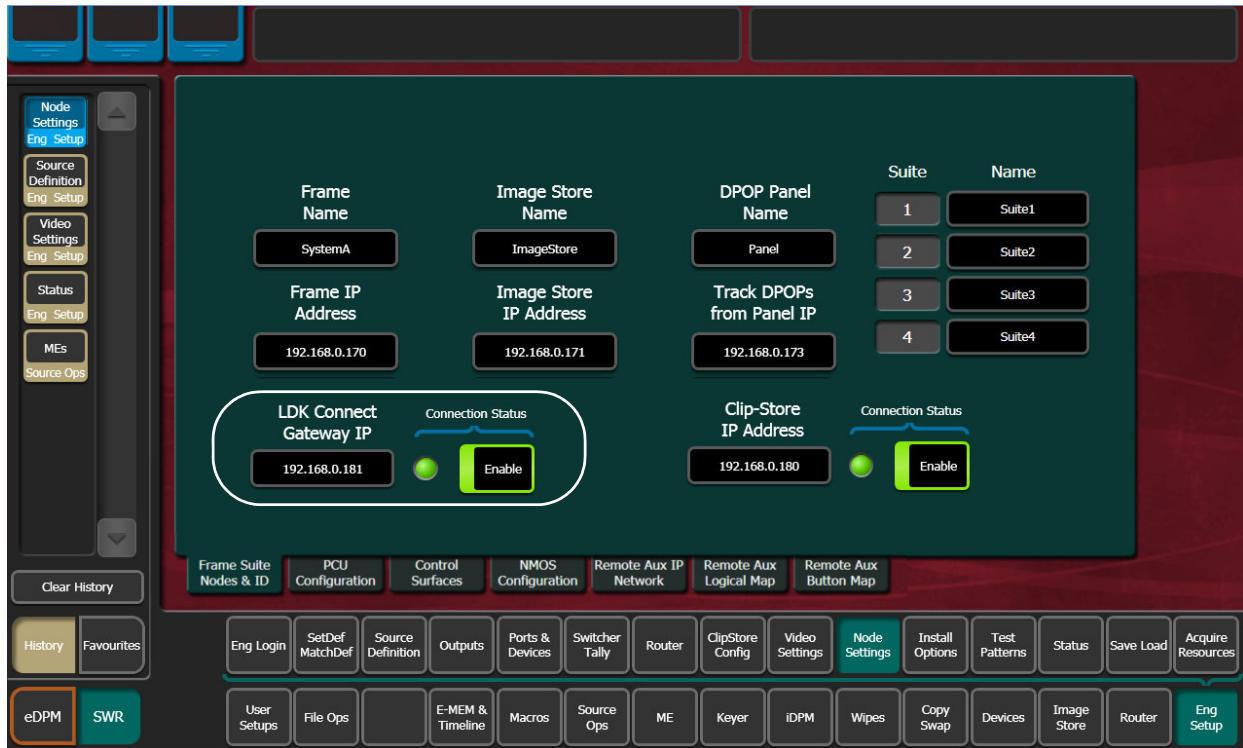 Node
Settings
Eng Setup
Source
Definition
Eng Setup
Video
Settings
Eng Setup
Status
Eng Setup
MEs
Source Ops
Clear History
History
Favourites
eDPM
SWR
Frame
Name
SystemA
Image Store
Name
ImageStore
DPOP Panel
Name
Panel
Suite
Name
1
Suite1
2
Suite2
3
Suite3
4
Suite4
Frame IP
Address
192.168.0.170
Image Store
IP Address
192.168.0.171
Track DPOPs
from Panel IP
192.168.0.173
LDK Connect
Gateway IP
192.168.0.181
Connection Status
Enable
Clip-Store
IP Address
192.168.0.180
Connection Status
Enable
Frame Suite
Nodes & ID
PCU
Configuration
Control
Surfaces
NMOS
Configuration
Remote Aux IP
Network
Remote Aux
Logical Map
Remote Aux
Button Map
Eng Login
SetDef
MatchDef
Source
Definition
Outputs
Ports &
Devices
Switcher
Tally
Router
ClipStore
Config
Video
Settings
Node
Settings
Install
Options
Test
Patterns
Status
Save Load
Acquire
Resources
User
Setups
File Ops
E-MEM &
Timeline
Macros
Source
Ops
ME
Keyer
iDPM
Wipes
Copy
Swap
Devices
Image
Store
Router
Eng
Setup